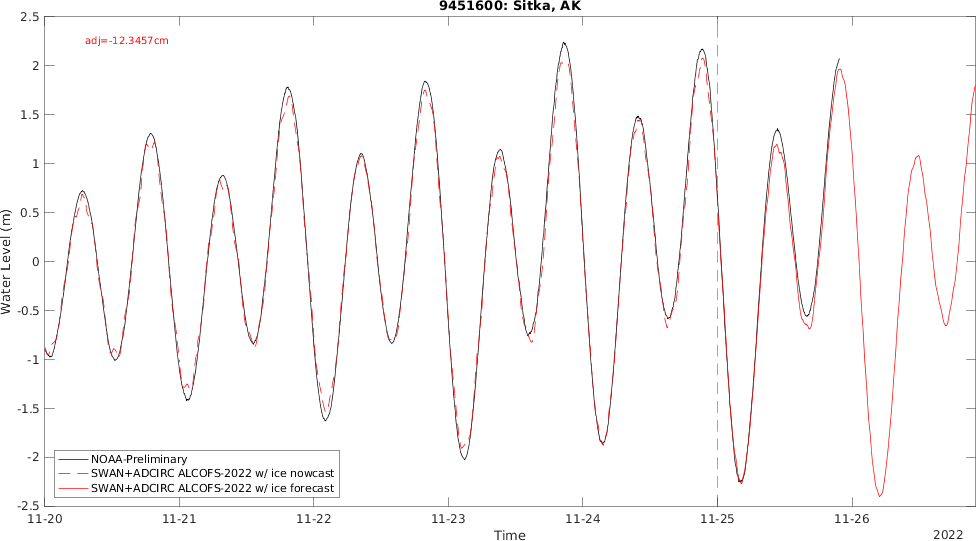 9451600: Sitka, AK
adj=-12.3457cm
Water Level (m)
2.5
2
1.5
1
0.5
0
-0.5
-1
-1.5
-2
-2.5
NOAA-Preliminary
SWAN+ADCIRC ALCOFS-2022 w/ ice nowcast
SWAN+ADCIRC ALCOFS-2022 w/ ice forecast
11-20 11-21 11-22 11-23 11-24 11-25 11-26
Time
2022